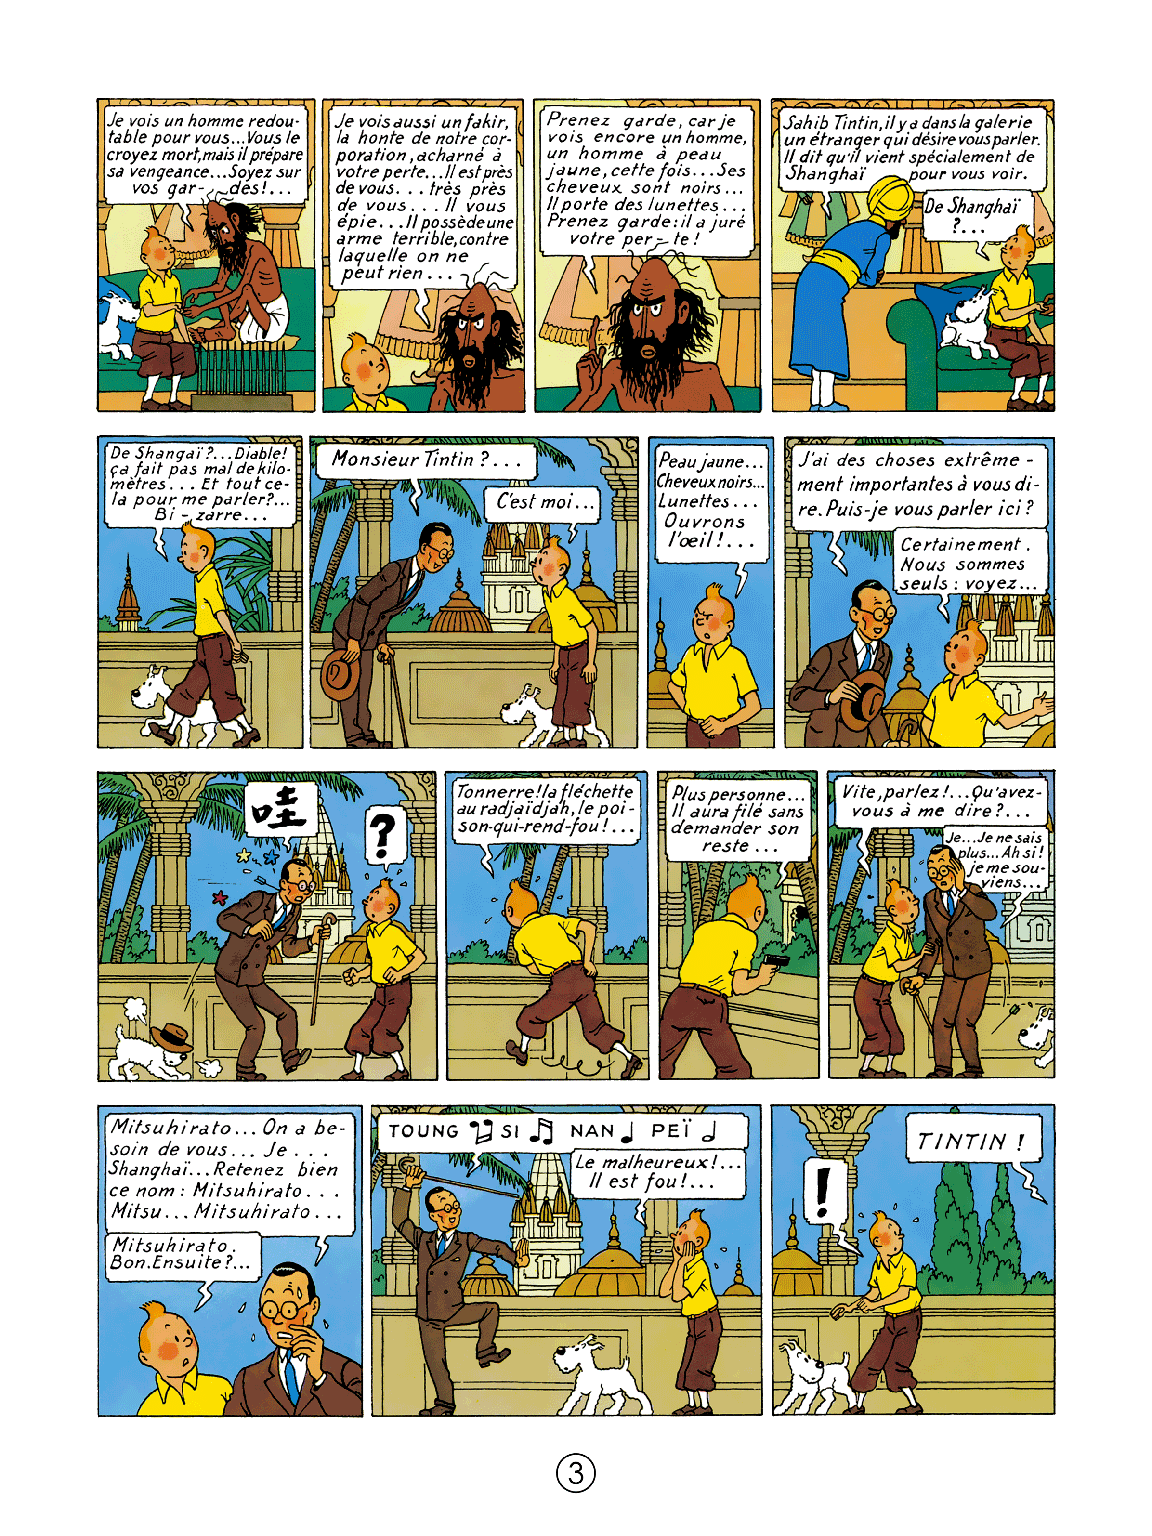 Je vois un homme redou-
table pour vous...Vous le
croyez mort, mais il prépare
sa vengeance...Soyez sur
vos gar- des!...
Je vois aussi un fakir,
la honte de notre cor-
poration, acharné à
votre perte...Il est près
de vous... très près
de vous... Il vous
épie...Il possède une
arme terrible, contre
laquelle on ne
peut rien...
Prenez garde, car je
vois encore un homme,
un homme à peau
jaune, cette fois...Ses
cheveux sont noirs...
Il porte des lunettes...
Prenez garde: il a juré
votre per- te!
Sahib Tintin, il y a dans la galerie
un étranger qui désire vous parler.
Il dit qu'il vient spécialement de
Shanghaï pour vous voir.
De Shanghaï
?...
De Shangaï?...Diable!
ça fait pas mal de kilo-
mètres... Et tout ce-
la pour me parler?...
Bi- zarre...
Monsieur Tintin?...
C'est moi...
Peau jaune...
Cheveux noirs...
Lunettes...
Ouvrons
l'œil!...
J'ai des choses extrême-
ment importantes à vous di-
re. Puis-je vous parler ici?
Certainement.
Nous sommes
seuls: voyez...
哇
?
Tonnerre! la fléchette
au radjaïdjah, le poi-
son-qui-rend-fou!...
Plus personne...
Il aura filé sans
demander son
reste...
Vite, parlez!...Qu'avez-
vous à me dire?...
Je...Je ne sais
plus...Ah si!
je me sou-
viens...
Mitsuhirato... On a be-
soin de vous... Je...
Shanghaï...Retenez bien
ce nom: Mitsuhirato...
Mitsu... Mitsuhirato...
Mitsuhirato.
Bon. Ensuite?...
TOUNG SI NAN PEÏ
Le malheureux!...
Il est fou!...
!
TINTIN!
3